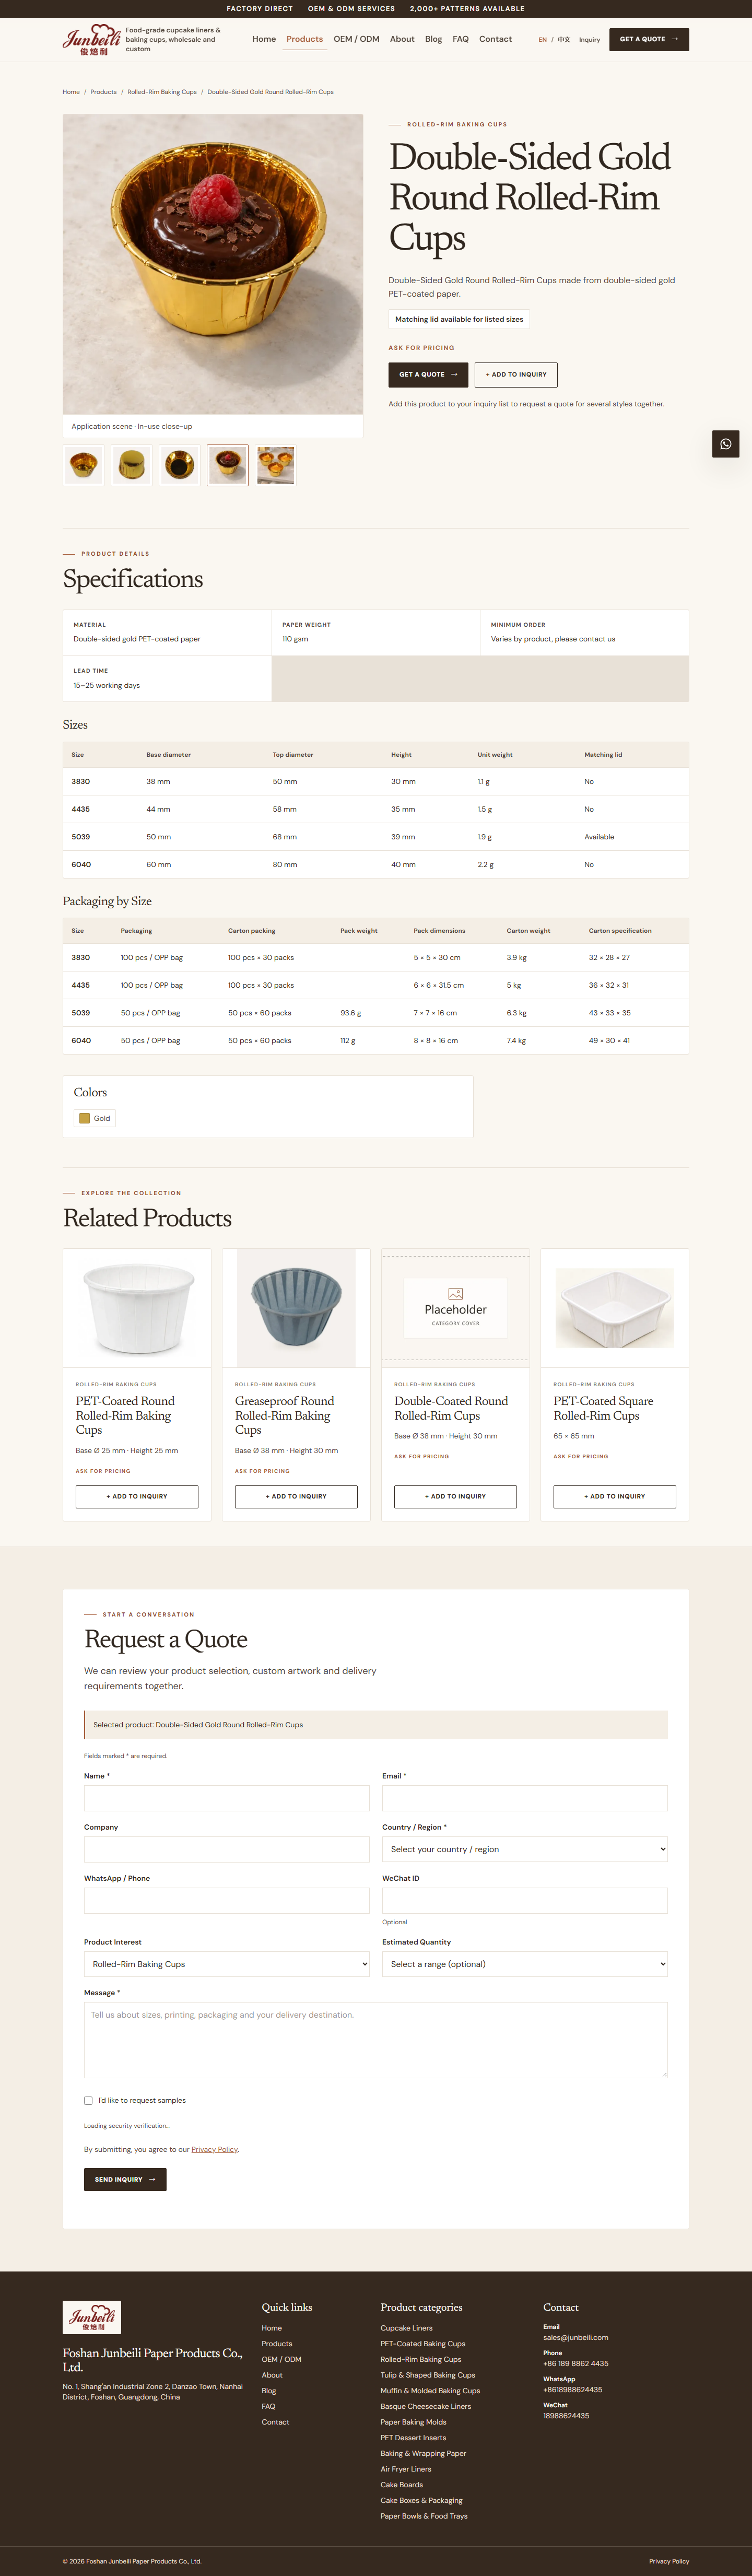 FACTORY DIRECT OEM & ODM SERVICES 2,000+ PATTERNS AVAILABLE
Junbeili
俊焙利
Food-grade cupcake liners &
baking cups, wholesale and
custom
Home Products OEM / ODM About Blog FAQ Contact
EN / 中文 Inquiry GET A QUOTE →
Home / Products / Rolled-Rim Baking Cups / Double-Sided Gold Round Rolled-Rim Cups
ROLLED-RIM BAKING CUPS
Double-Sided Gold
Round Rolled-Rim
Cups
Double-Sided Gold Round Rolled-Rim Cups made from double-sided gold
PET-coated paper.
Matching lid available for listed sizes
ASK FOR PRICING
GET A QUOTE → + ADD TO INQUIRY
Add this product to your inquiry list to request a quote for several styles together.
Application scene · In-use close-up
PRODUCT DETAILS
Specifications
MATERIAL
Double-sided gold PET-coated paper
PAPER WEIGHT
110 gsm
MINIMUM ORDER
Varies by product, please contact us
LEAD TIME
15–25 working days
Sizes
Size Base diameter Top diameter Height Unit weight Matching lid
3830 38 mm 50 mm 30 mm 1.1 g No
4435 44 mm 58 mm 35 mm 1.5 g No
5039 50 mm 68 mm 39 mm 1.9 g Available
6040 60 mm 80 mm 40 mm 2.2 g No
Packaging by Size
Size Packaging Carton packing Pack weight Pack dimensions Carton weight Carton specification
3830 100 pcs / OPP bag 100 pcs × 30 packs 5 × 5 × 30 cm 3.9 kg 32 × 28 × 27
4435 100 pcs / OPP bag 100 pcs × 30 packs 6 × 6 × 31.5 cm 5 kg 36 × 32 × 31
5039 50 pcs / OPP bag 50 pcs × 60 packs 93.6 g 7 × 7 × 16 cm 6.3 kg 43 × 33 × 35
6040 50 pcs / OPP bag 50 pcs × 60 packs 112 g 8 × 8 × 16 cm 7.4 kg 49 × 30 × 41
Colors
Gold
EXPLORE THE COLLECTION
Related Products
ROLLED-RIM BAKING CUPS
PET-Coated Round
Rolled-Rim Baking
Cups
Base Ø 25 mm · Height 25 mm
ASK FOR PRICING
+ ADD TO INQUIRY
ROLLED-RIM BAKING CUPS
Greaseproof Round
Rolled-Rim Baking
Cups
Base Ø 38 mm · Height 30 mm
ASK FOR PRICING
+ ADD TO INQUIRY
Placeholder
CATEGORY COVER
ROLLED-RIM BAKING CUPS
Double-Coated Round
Rolled-Rim Cups
Base Ø 38 mm · Height 30 mm
ASK FOR PRICING
+ ADD TO INQUIRY
ROLLED-RIM BAKING CUPS
PET-Coated Square
Rolled-Rim Cups
65 × 65 mm
ASK FOR PRICING
+ ADD TO INQUIRY
START A CONVERSATION
Request a Quote
We can review your product selection, custom artwork and delivery
requirements together.
Selected product: Double-Sided Gold Round Rolled-Rim Cups
Fields marked * are required.
Name * Email *
Company Country / Region *
Select your country / region
WhatsApp / Phone WeChat ID
Optional
Product Interest Estimated Quantity
Rolled-Rim Baking Cups Select a range (optional)
Message *
Tell us about sizes, printing, packaging and your delivery destination.
I'd like to request samples
Loading security verification...
By submitting, you agree to our Privacy Policy.
SEND INQUIRY →
Junbeili
俊焙利
Foshan Junbeili Paper Products Co.,
Ltd.
No. 1, Shang'an Industrial Zone 2, Danzao Town, Nanhai
District, Foshan, Guangdong, China
Quick links
Home
Products
OEM / ODM
About
Blog
FAQ
Contact
Product categories
Cupcake Liners
PET-Coated Baking Cups
Rolled-Rim Baking Cups
Tulip & Shaped Baking Cups
Muffin & Molded Baking Cups
Basque Cheesecake Liners
Paper Baking Molds
PET Dessert Inserts
Baking & Wrapping Paper
Air Fryer Liners
Cake Boards
Cake Boxes & Packaging
Paper Bowls & Food Trays
Contact
Email
sales@junbeili.com
Phone
+86 189 8862 4435
WhatsApp
+8618988624435
WeChat
18988624435
© 2026 Foshan Junbeili Paper Products Co., Ltd. Privacy Policy